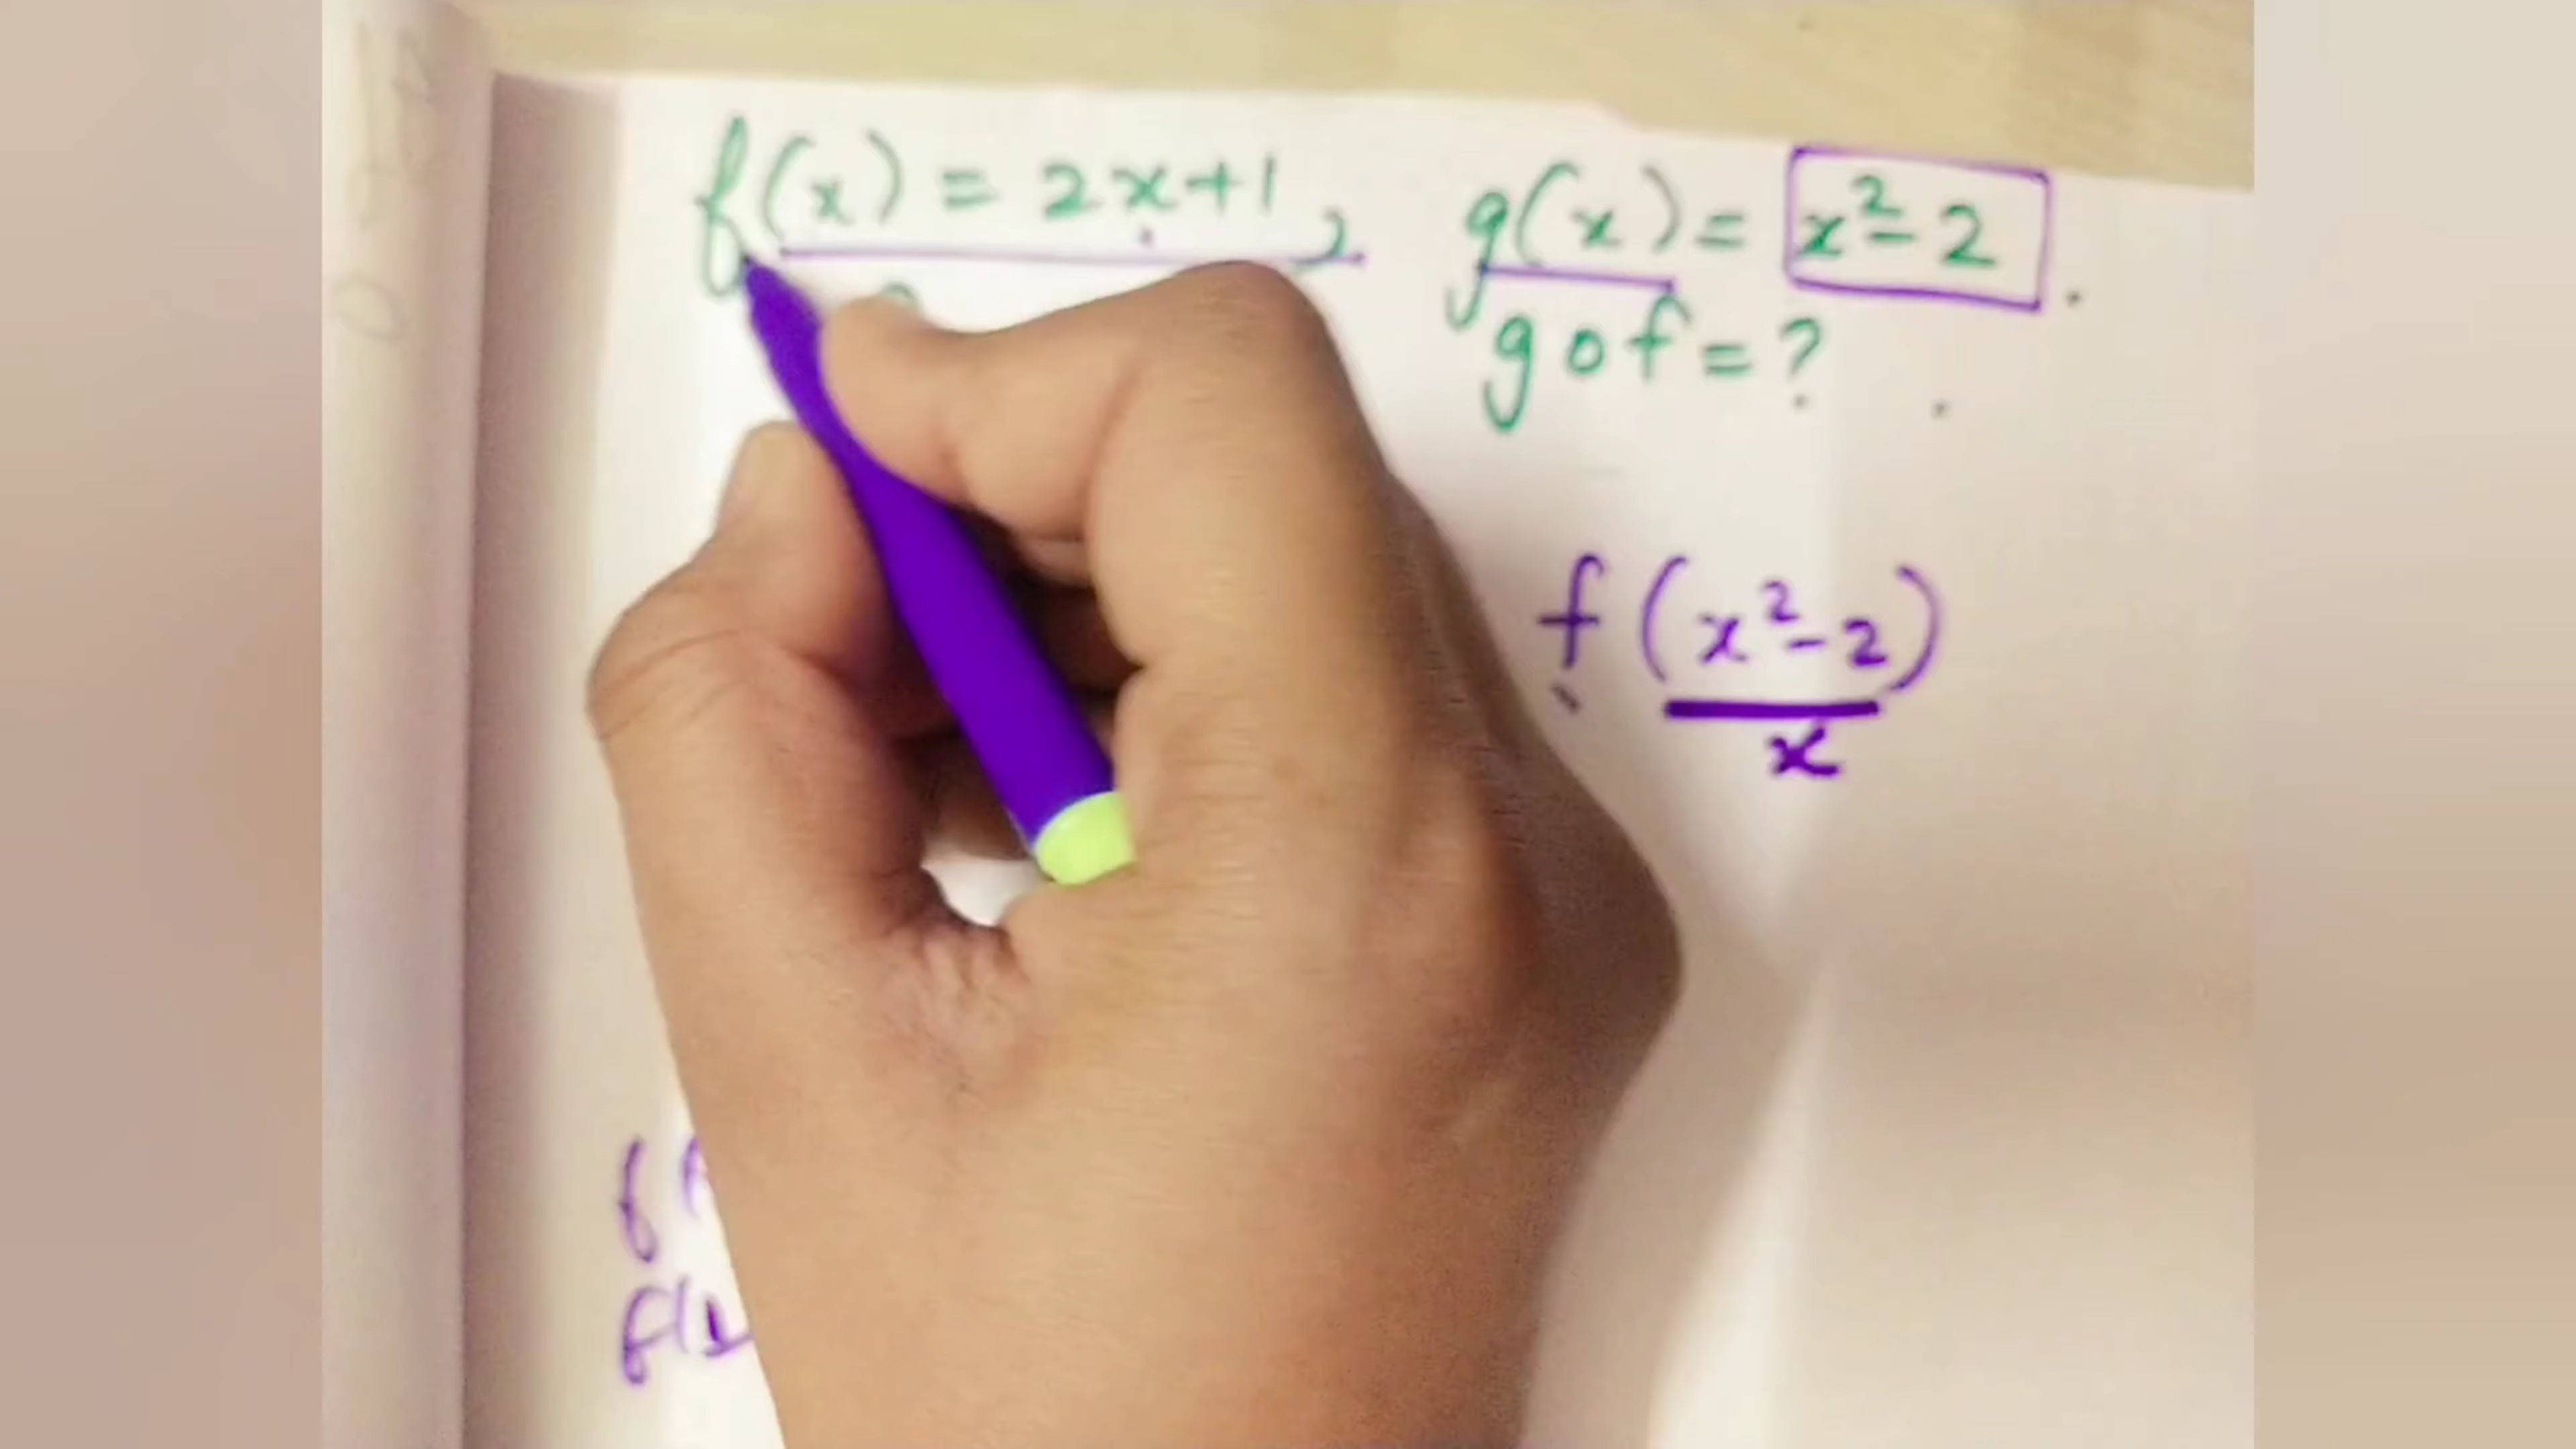 f(x) = 2x+1, g(x) = x²-2.
gof = ?
f(x²-2)
x